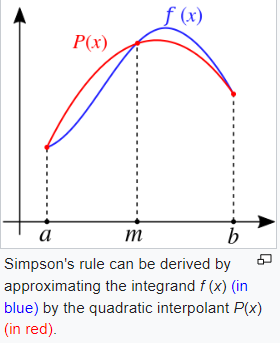 f (x)
P(x)
a m b
Simpson's rule can be derived by
approximating the integrand f (x) (in
blue) by the quadratic interpolant P(x)
(in red).